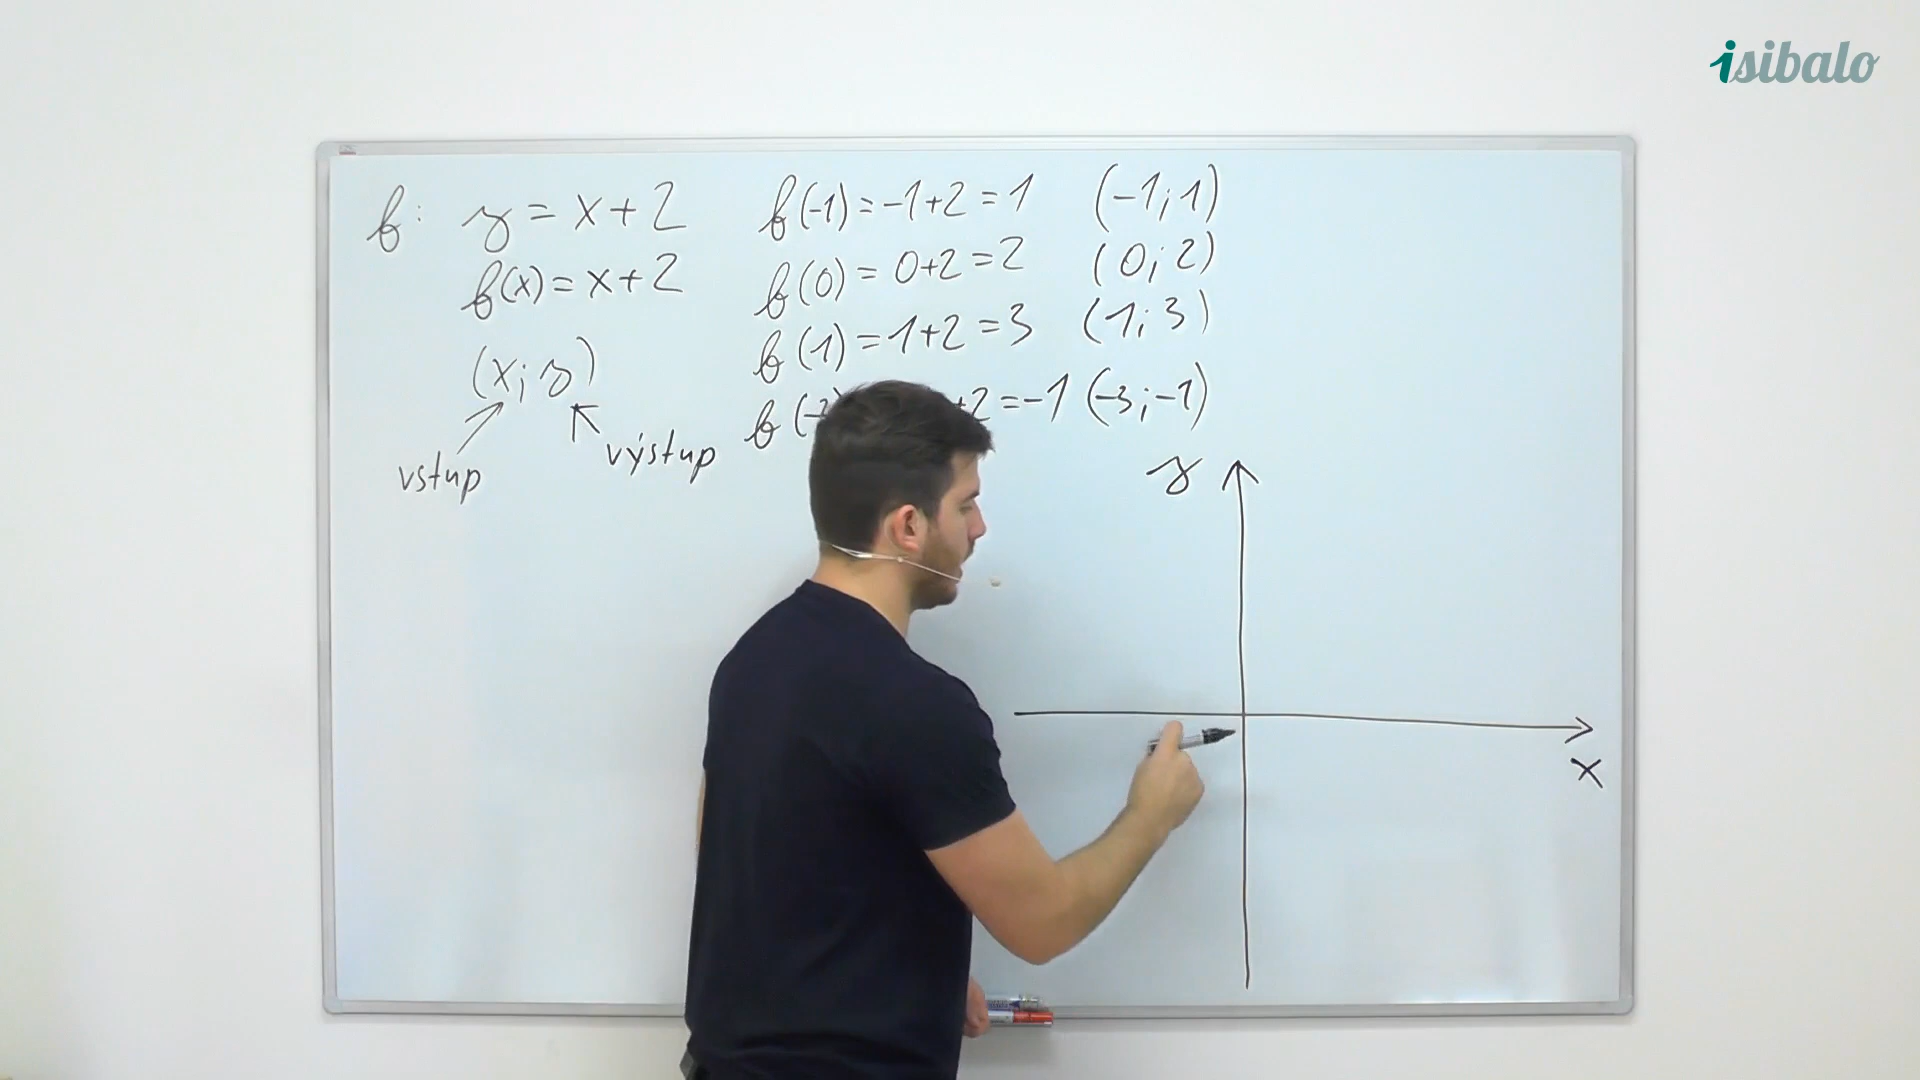 isibalo
f: y = x+2
f(x) = x+2
(x; y)
vstup
výstup
f(-1) = -1+2 = 1 (-1; 1)
f(0) = 0+2 = 2 (0; 2)
f(1) = 1+2 = 3 (1; 3)
+2 = -1 (-3; -1)
y
x